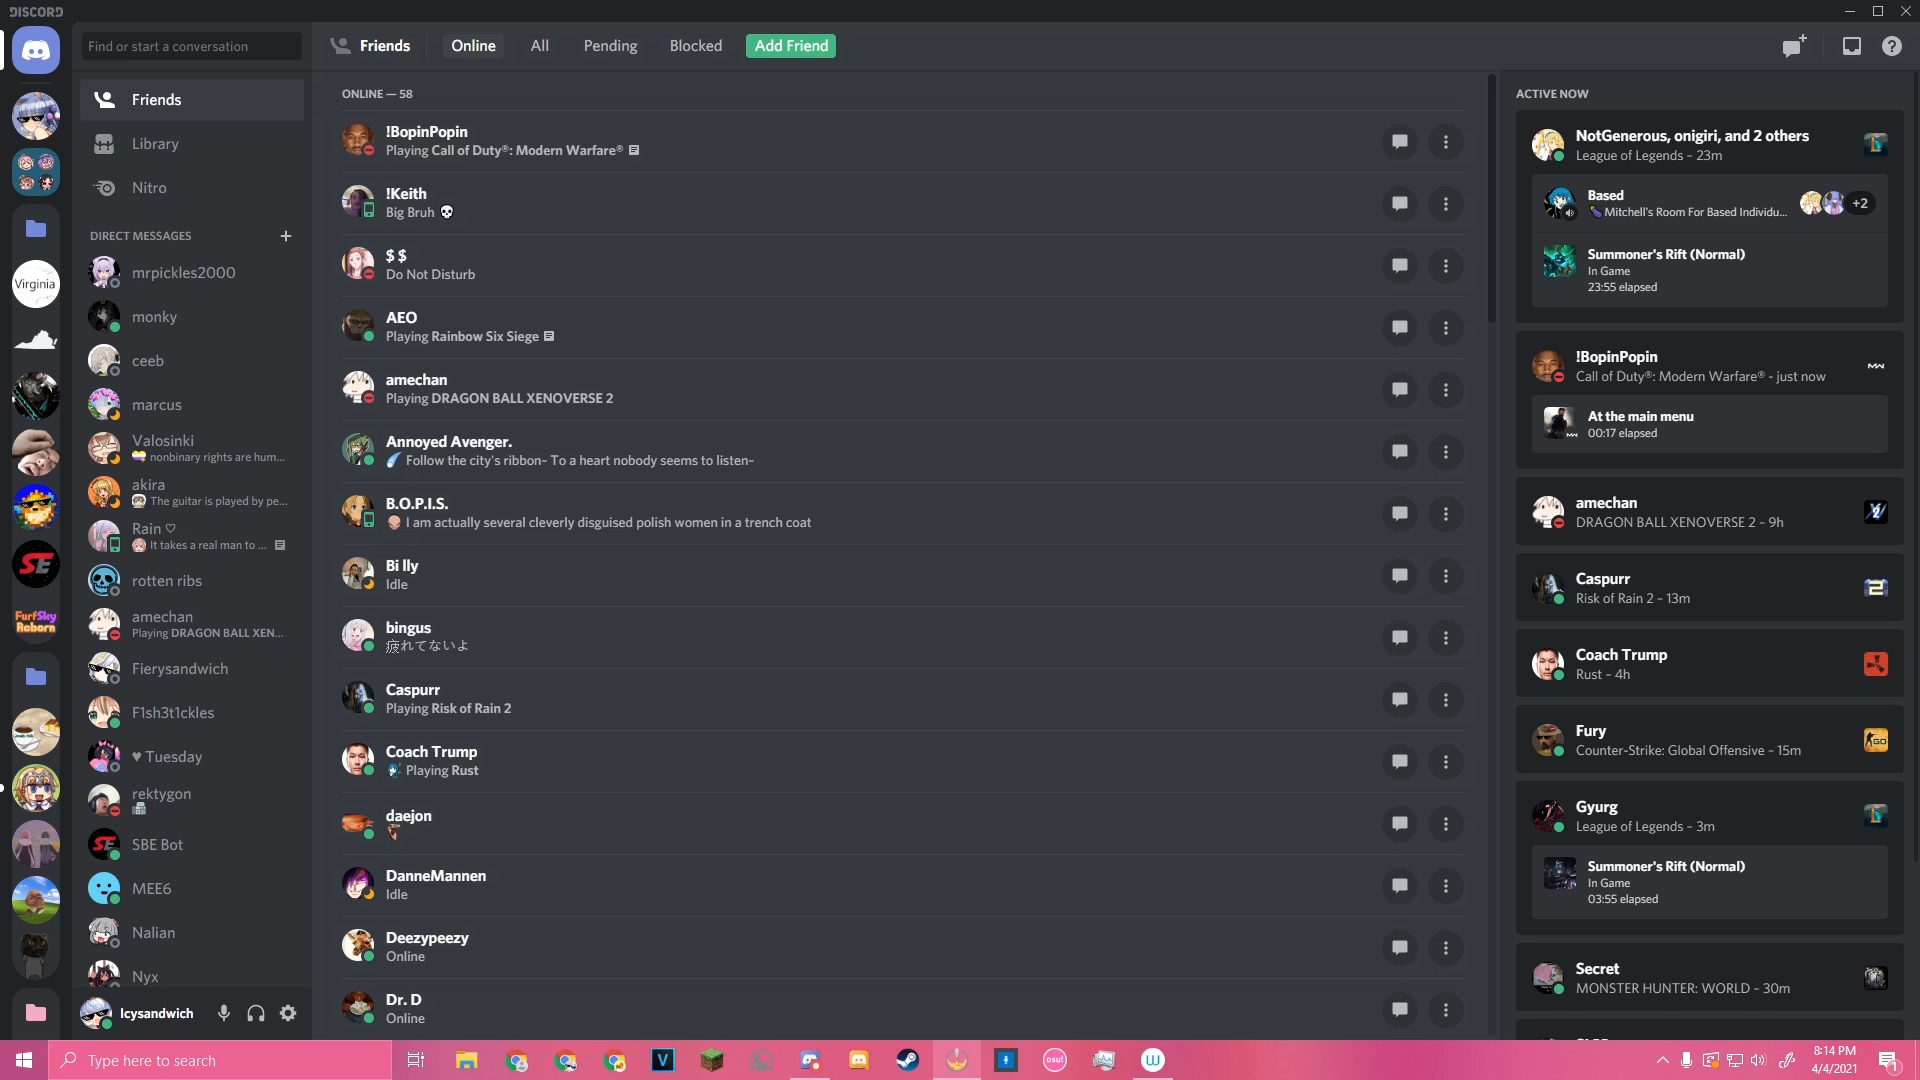 DISCORD
Find or start a conversation
Friends
Online
All
Pending
Blocked
Add Friend
Virginia
SE
FurfSky
Reborn
Friends
Library
Nitro
DIRECT MESSAGES
mrpickles2000
monky
ceeb
marcus
Valosinki
nonbinary rights are hum...
akira
The guitar is played by pe...
Rain ♡
It takes a real man to ...
rotten ribs
amechan
Playing DRAGON BALL XEN...
Fierysandwich
F1sh3t1ckles
♥ Tuesday
rektygon
SE
SBE Bot
MEE6
Nalian
Nyx
Icysandwich
ONLINE — 58
!BopinPopin
Playing Call of Duty®: Modern Warfare®
!Keith
Big Bruh 💀
$ $
Do Not Disturb
AEO
Playing Rainbow Six Siege
amechan
Playing DRAGON BALL XENOVERSE 2
Annoyed Avenger.
Follow the city's ribbon~ To a heart nobody seems to listen~
B.O.P.I.S.
I am actually several cleverly disguised polish women in a trench coat
Bi lly
Idle
bingus
疲れてないよ
Caspurr
Playing Risk of Rain 2
Coach Trump
Playing Rust
daejon
DanneMannen
Idle
Deezypeezy
Online
Dr. D
Online
ACTIVE NOW
NotGenerous, onigiri, and 2 others
League of Legends – 23m
Based
🍆Mitchell's Room For Based Individu...
+2
Summoner's Rift (Normal)
In Game
23:55 elapsed
!BopinPopin
Call of Duty®: Modern Warfare® - just now
MW
At the main menu
00:17 elapsed
amechan
DRAGON BALL XENOVERSE 2 – 9h
Caspurr
Risk of Rain 2 – 13m
2
Coach Trump
Rust – 4h
Fury
Counter-Strike: Global Offensive – 15m
GO
Gyurg
League of Legends – 3m
Summoner's Rift (Normal)
In Game
03:55 elapsed
Secret
MONSTER HUNTER: WORLD – 30m
Type here to search
V
osu!
W
8:14 PM
4/4/2021
1